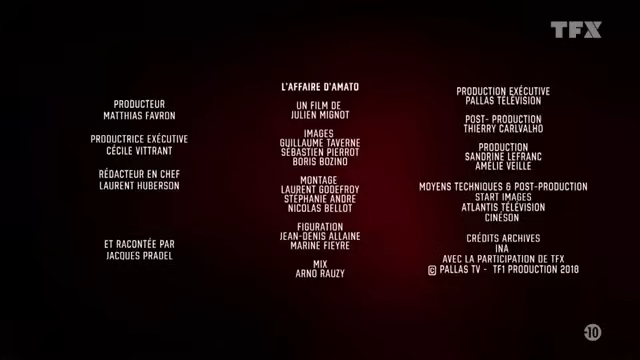 TFX
PRODUCTEUR
MATTHIAS FAVRON
PRODUCTRICE EXÉCUTIVE
CÉCILE VITTRANT
RÉDACTEUR EN CHEF
LAURENT HUBERSON
ET RACONTÉE PAR
JACQUES PRADEL
L'AFFAIRE D'AMATO
UN FILM DE
JULIEN MIGNOT
IMAGES
GUILLAUME TAVERNE
SÉBASTIEN PIERROT
BORIS BOZINO
MONTAGE
LAURENT GODEFROY
STÉPHANIE ANDRE
NICOLAS BELLOT
FIGURATION
JEAN-DENIS ALLAINE
MARINE FIEYRE
MIX
ARNO RAUZY
PRODUCTION EXÉCUTIVE
PALLAS TÉLÉVISION
POST- PRODUCTION
THIERRY CARLVALHO
PRODUCTION
SANDRINE LEFRANC
AMÉLIE VEILLE
MOYENS TECHNIQUES & POST-PRODUCTION
START IMAGES
ATLANTIS TÉLÉVISION
CINÉSON
CRÉDITS ARCHIVES
INA
AVEC LA PARTICIPATION DE TFX
© PALLAS TV - TF1 PRODUCTION 2018
-10